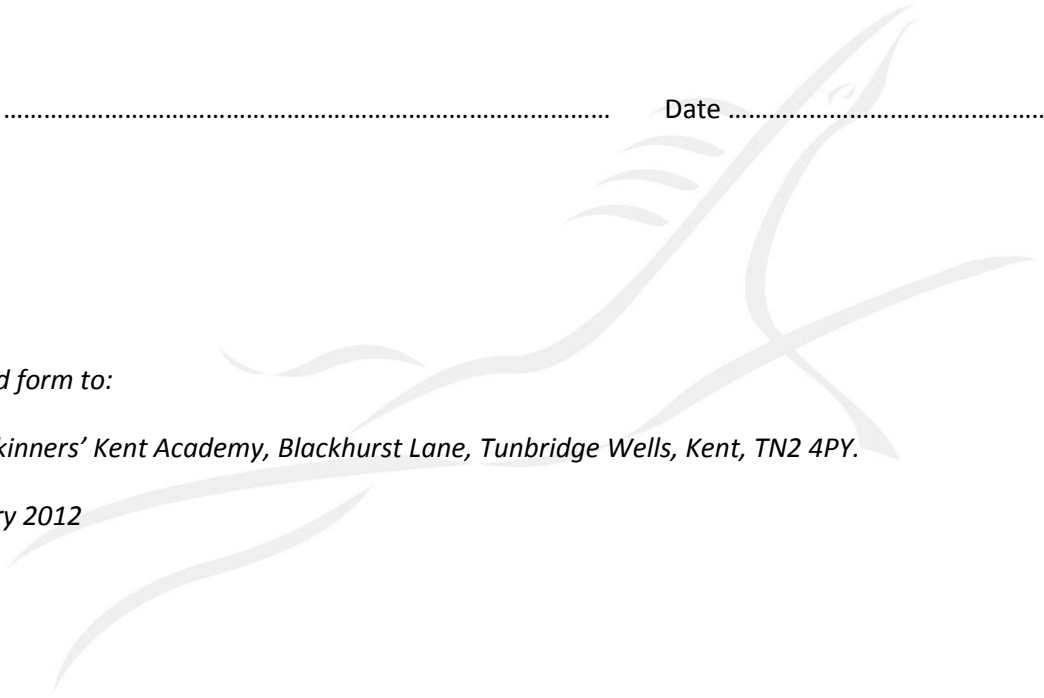 ........................................................................................ Date ..............................................
d form to:
kinners’ Kent Academy, Blackhurst Lane, Tunbridge Wells, Kent, TN2 4PY.
ry 2012